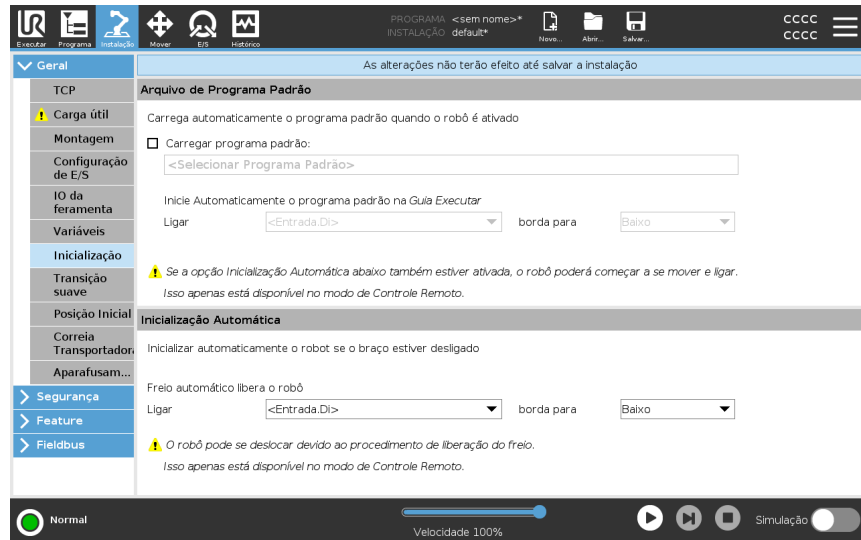 PROGRAMA <sem nome>*
INSTALAÇÃO default*
CCCC
CCCC
Executar Programa Instalação Mover E/S Histórico Novo... Abrir... Salvar...
Geral
TCP
Carga útil
Montagem
Configuração
de E/S
IO da
feramenta
Variáveis
Inicialização
Transição
suave
Posição Inicial
Correia
Transportador
Aparafusam...
Segurança
Feature
Fieldbus
As alterações não terão efeito até salvar a instalação
Arquivo de Programa Padrão
Carrega automaticamente o programa padrão quando o robô é ativado
Carregar programa padrão:
<Selecionar Programa Padrão>
Inicie Automaticamente o programa padrão na Guia Executar
Ligar <Entrada.Di> borda para Baixo
Se a opção Inicialização Automática abaixo também estiver ativada, o robô poderá começar a se mover e ligar.
Isso apenas está disponível no modo de Controle Remoto.
Inicialização Automática
Inicializar automaticamente o robot se o braço estiver desligado
Freio automático libera o robô
Ligar <Entrada.Di> borda para Baixo
O robô pode se deslocar devido ao procedimento de liberação do freio.
Isso apenas está disponível no modo de Controle Remoto.
Normal
Velocidade 100%
Simulação